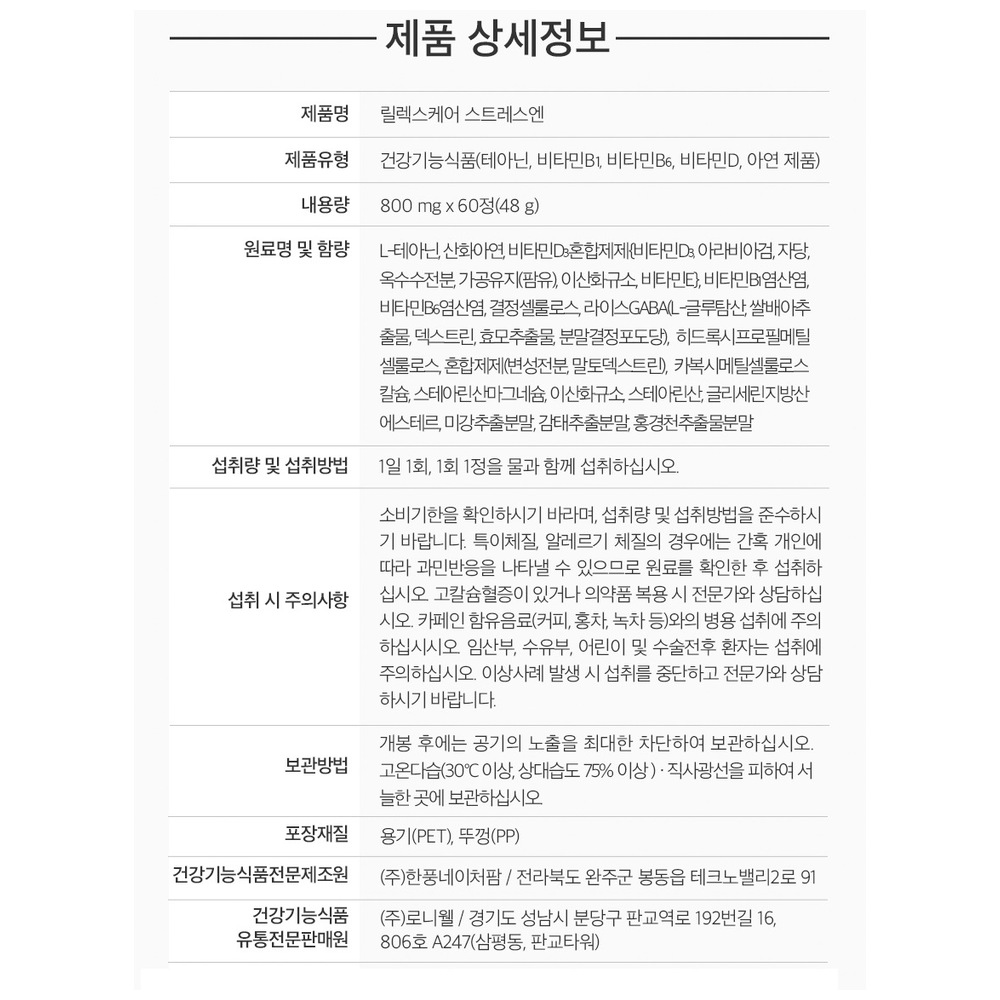 제품 상세정보
제품명
릴렉스케어 스트레스엔
제품유형
건강기능식품(테아닌, 비타민B1, 비타민B6, 비타민D, 아연 제품)
내용량
800 mg x 60정(48 g)
원료명 및 함량
L-테아닌, 산화아연, 비타민D3혼합제제{비타민D3, 아라비아검, 자당,
옥수수전분, 가공유지(팜유), 이산화규소, 비타민E}, 비타민B1염산염,
비타민B6염산염, 결정셀룰로스, 라이스GABA(L-글루탐산, 쌀배아추
출물, 덱스트린, 효모추출물, 분말결정포도당), 히드록시프로필메틸
셀룰로스, 혼합제제(변성전분, 말토덱스트린), 카복시메틸셀룰로스
칼슘, 스테아린산마그네슘, 이산화규소, 스테아린산, 글리세린지방산
에스테르, 미강추출분말, 감태추출분말, 홍경천추출물분말
섭취량 및 섭취방법
1일 1회, 1회 1정을 물과 함께 섭취하십시오.
섭취 시 주의사항
소비기한을 확인하시기 바라며, 섭취량 및 섭취방법을 준수하시
기 바랍니다. 특이체질, 알레르기 체질의 경우에는 간혹 개인에
따라 과민반응을 나타낼 수 있으므로 원료를 확인한 후 섭취하
십시오. 고칼슘혈증이 있거나 의약품 복용 시 전문가와 상담하십
시오. 카페인 함유음료(커피, 홍차, 녹차 등)와의 병용 섭취에 주의
하십시시오. 임산부, 수유부, 어린이 및 수술전후 환자는 섭취에
주의하십시오. 이상사례 발생 시 섭취를 중단하고 전문가와 상담
하시기 바랍니다.
보관방법
개봉 후에는 공기의 노출을 최대한 차단하여 보관하십시오.
고온다습(30℃ 이상, 상대습도 75% 이상 ) · 직사광선을 피하여 서
늘한 곳에 보관하십시오.
포장재질
용기(PET), 뚜껑(PP)
건강기능식품전문제조원
(주)한풍네이처팜 / 전라북도 완주군 봉동읍 테크노밸리2로 91
건강기능식품
유통전문판매원
(주)로니웰 / 경기도 성남시 분당구 판교역로 192번길 16,
806호 A247(삼평동, 판교타워)